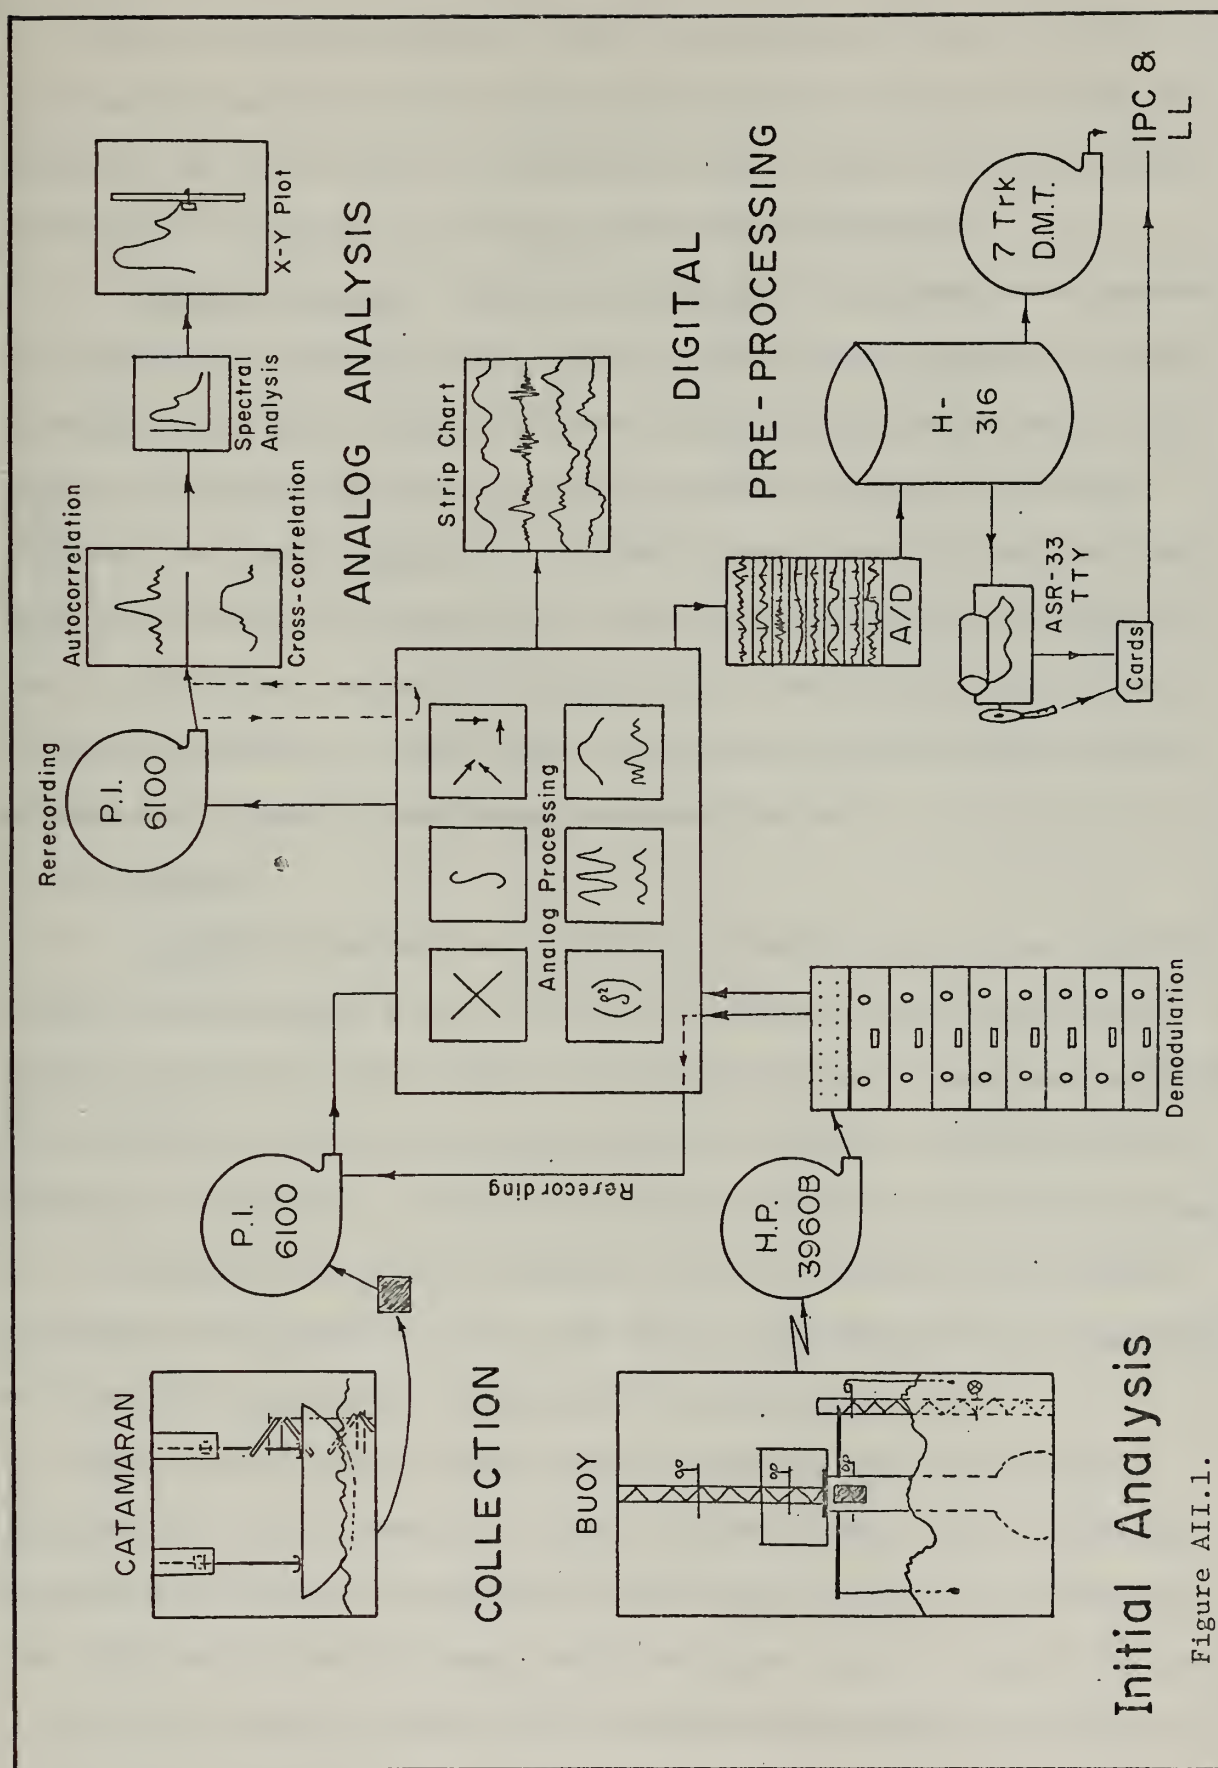 CATAMARAN
COLLECTION
BUOY
P.I.
6100
Rerecording
H.P.
3960B
Demodulation
Rerecording
P.I.
6100
Analog Processing
∫
(S²)
Autocorrelation
Cross-correlation
Spectral
Analysis
X-Y Plot
ANALOG ANALYSIS
Strip Chart
DIGITAL
PRE-PROCESSING
A/D
H-
316
ASR-33
TTY
Cards
7 Trk
D.M.T.
IPC &
LL
Initial Analysis
Figure AII.1.